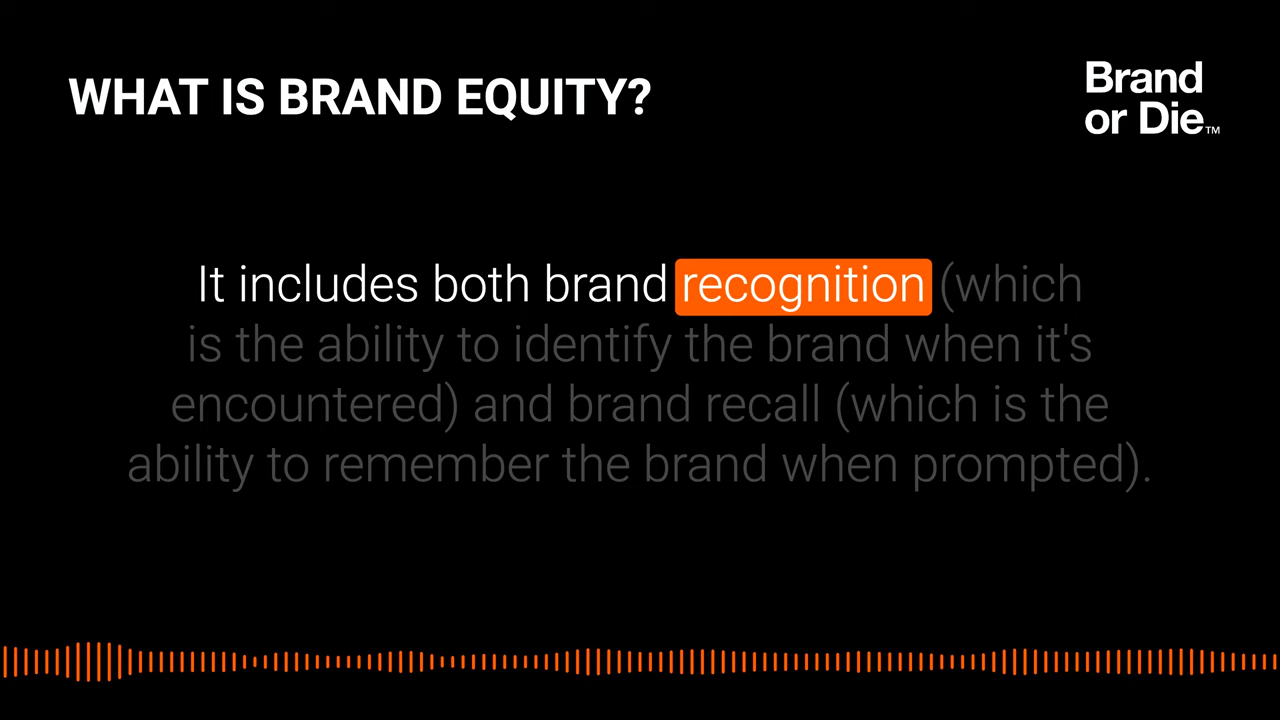 WHAT IS BRAND EQUITY?
Brand
or Die™
It includes both brand recognition (which
is the ability to identify the brand when it's
encountered) and brand recall (which is the
ability to remember the brand when prompted).